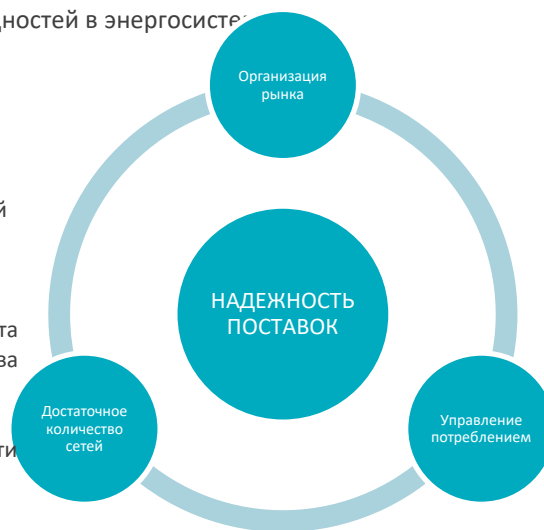 Организация
рынка
НАДЕЖНОСТЬ
ПОСТАВОК
Достаточное
количество
сетей
Управление
потреблением